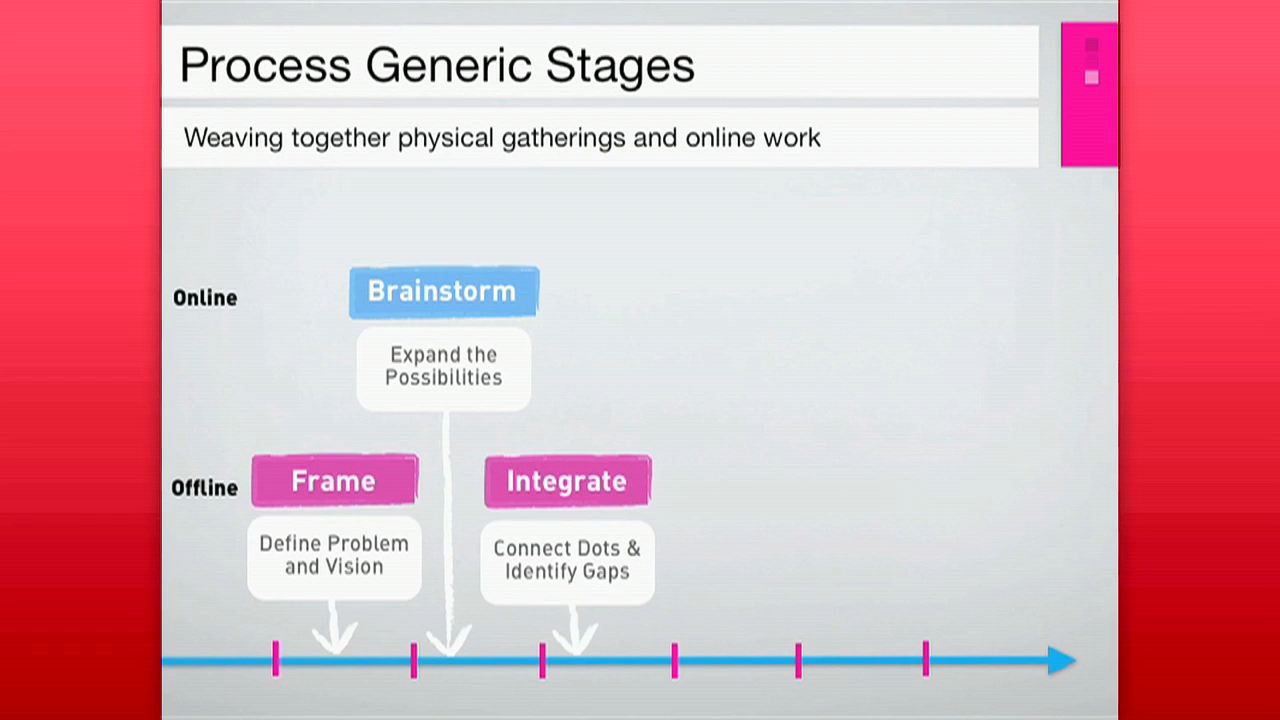 Process Generic Stages
Weaving together physical gatherings and online work
Online
Brainstorm
Expand the
Possibilities
Offline
Frame
Define Problem
and Vision
Integrate
Connect Dots &
Identify Gaps